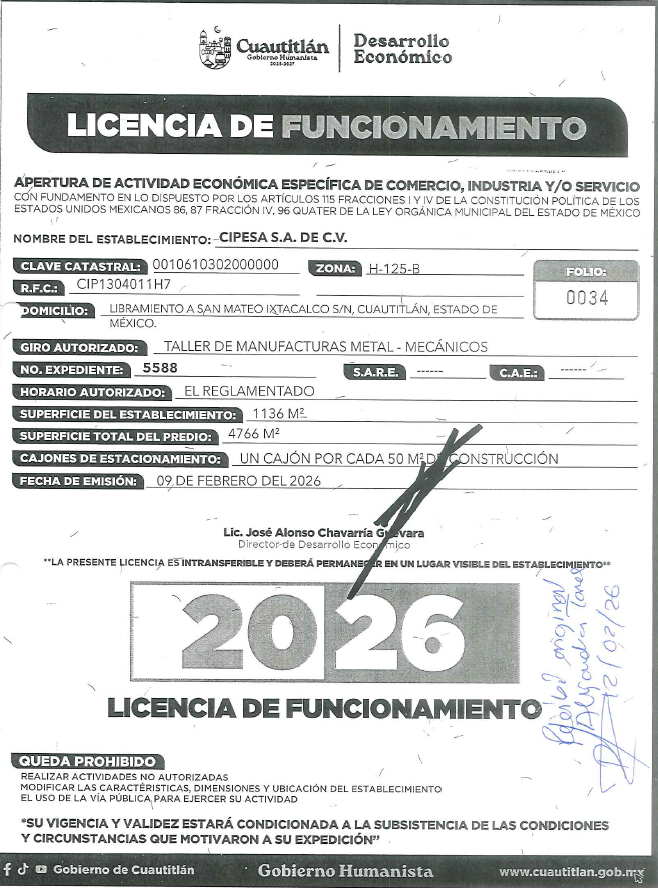 Cuautitlán
Gobierno Humanista
2025-2027
Desarrollo
Económico
LICENCIA DE FUNCIONAMIENTO
APERTURA DE ACTIVIDAD ECONÓMICA ESPECÍFICA DE COMERCIO, INDUSTRIA Y/O SERVICIO
CON FUNDAMENTO EN LO DISPUESTO POR LOS ARTÍCULOS 115 FRACCIONES I Y IV DE LA CONSTITUCIÓN POLÍTICA DE LOS
ESTADOS UNIDOS MEXICANOS 86, 87 FRACCIÓN IV, 96 QUATER DE LA LEY ORGÁNICA MUNICIPAL DEL ESTADO DE MÉXICO
NOMBRE DEL ESTABLECIMIENTO: CIPESA S.A. DE C.V.
CLAVE CATASTRAL: 0010610302000000 ZONA: H-125-B
R.F.C.: CIP1304011H7
FOLIO:
0034
DOMICILIO: LIBRAMIENTO A SAN MATEO IXTACALCO S/N, CUAUTITLÁN, ESTADO DE
MÉXICO.
GIRO AUTORIZADO: TALLER DE MANUFACTURAS METAL - MECÁNICOS
NO. EXPEDIENTE: 5588 S.A.R.E. ------ C.A.E.: ------
HORARIO AUTORIZADO: EL REGLAMENTADO
SUPERFICIE DEL ESTABLECIMIENTO: 1136 M²
SUPERFICIE TOTAL DEL PREDIO: 4766 M²
CAJONES DE ESTACIONAMIENTO: UN CAJÓN POR CADA 50 M² DE CONSTRUCCIÓN
FECHA DE EMISIÓN: 09 DE FEBRERO DEL 2026
Lic. José Alonso Chavarría Guevara
Director de Desarrollo Económico
**LA PRESENTE LICENCIA ES INTRANSFERIBLE Y DEBERÁ PERMANECER EN UN LUGAR VISIBLE DEL ESTABLECIMIENTO**
2026
LICENCIA DE FUNCIONAMIENTO
original
12/02/26
QUEDA PROHIBIDO
REALIZAR ACTIVIDADES NO AUTORIZADAS
MODIFICAR LAS CARACTERÍSTICAS, DIMENSIONES Y UBICACIÓN DEL ESTABLECIMIENTO
EL USO DE LA VÍA PÚBLICA PARA EJERCER SU ACTIVIDAD
*SU VIGENCIA Y VALIDEZ ESTARÁ CONDICIONADA A LA SUBSISTENCIA DE LAS CONDICIONES
Y CIRCUNSTANCIAS QUE MOTIVARON A SU EXPEDICIÓN"
Gobierno de Cuautitlán Gobierno Humanista www.cuautitlan.gob.mx